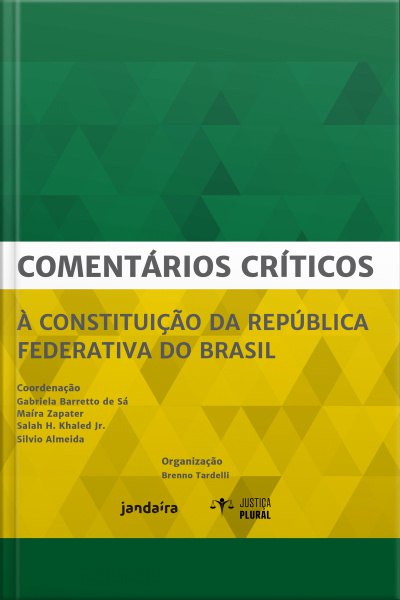 COMENTÁRIOS CRÍTICOS
À CONSTITUIÇÃO DA REPÚBLICA
FEDERATIVA DO BRASIL
Coordenação
Gabriela Barretto de Sá
Maíra Zapater
Salah H. Khaled Jr.
Silvio Almeida
Organização
Brenno Tardelli
jandaíra
JUSTIÇA
PLURAL